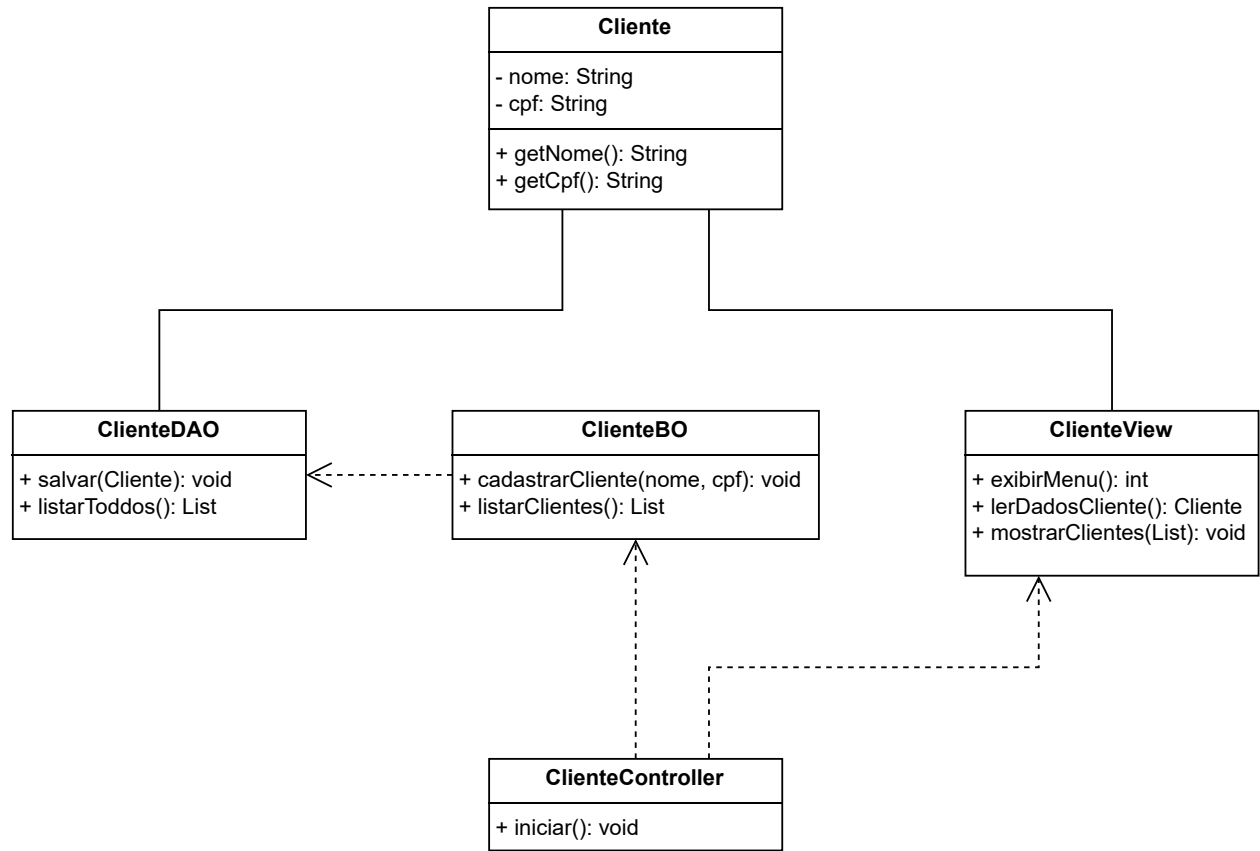 Cliente
- nome: String
- cpf: String
+ getNome(): String
+ getCpf(): String
ClienteDAO
+ salvar(Cliente): void
+ listarToddos(): List
ClienteBO
+ cadastrarCliente(nome, cpf): void
+ listarClientes(): List
ClienteView
+ exibirMenu(): int
+ lerDadosCliente(): Cliente
+ mostrarClientes(List): void
ClienteController
+ iniciar(): void